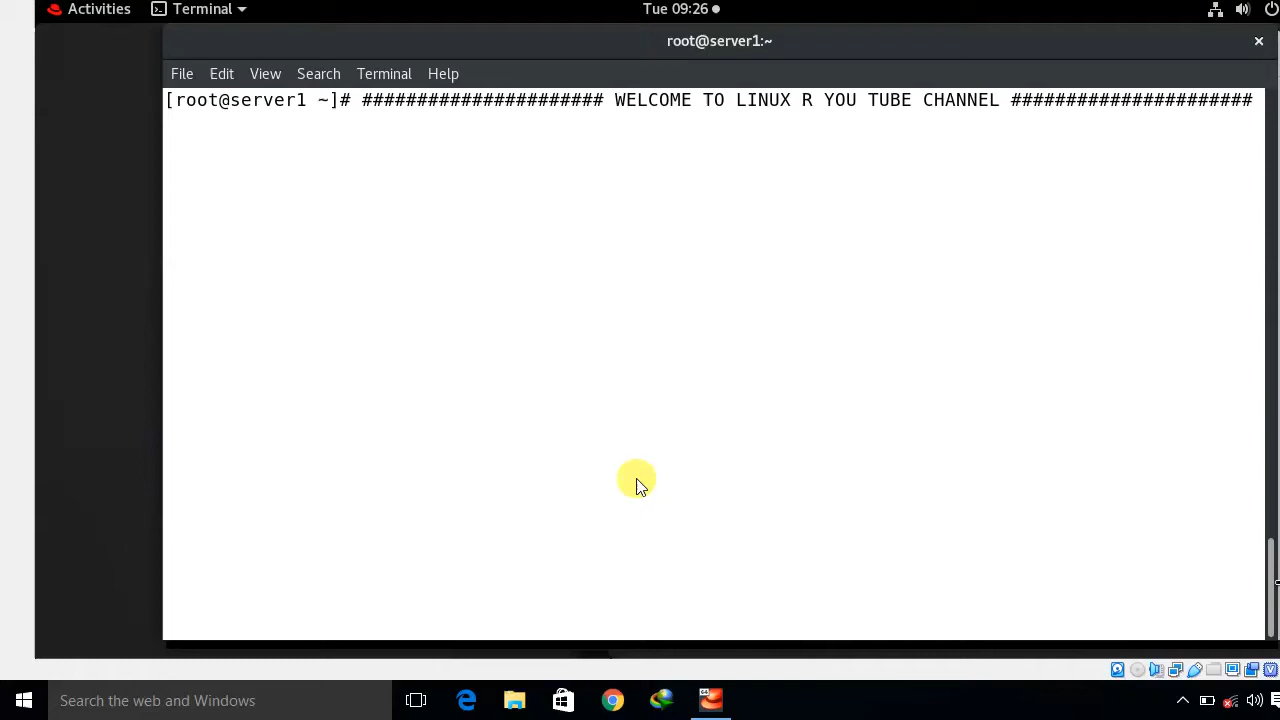 Activities Terminal Tue 09:26
root@server1:~
File Edit View Search Terminal Help
[root@server1 ~]# ###################### WELCOME TO LINUX R YOU TUBE CHANNEL ######################
Search the web and Windows
64